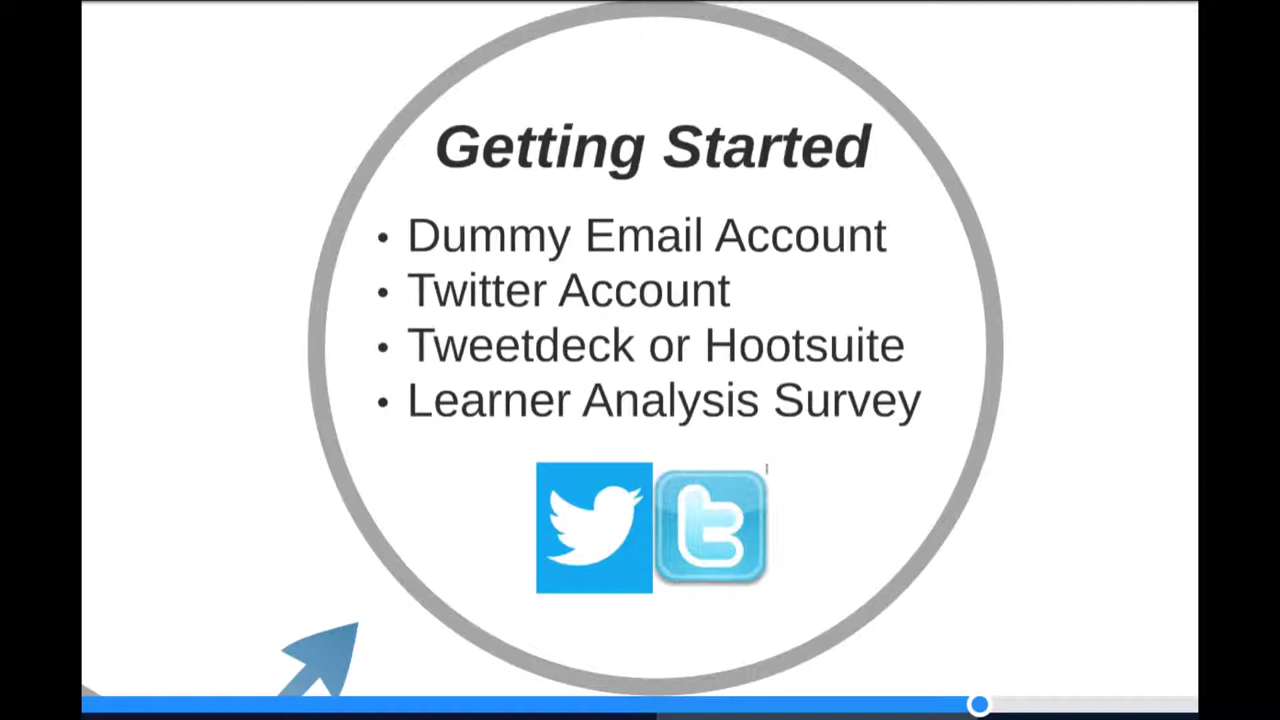 Getting Started
• Dummy Email Account
• Twitter Account
• Tweetdeck or Hootsuite
• Learner Analysis Survey
t